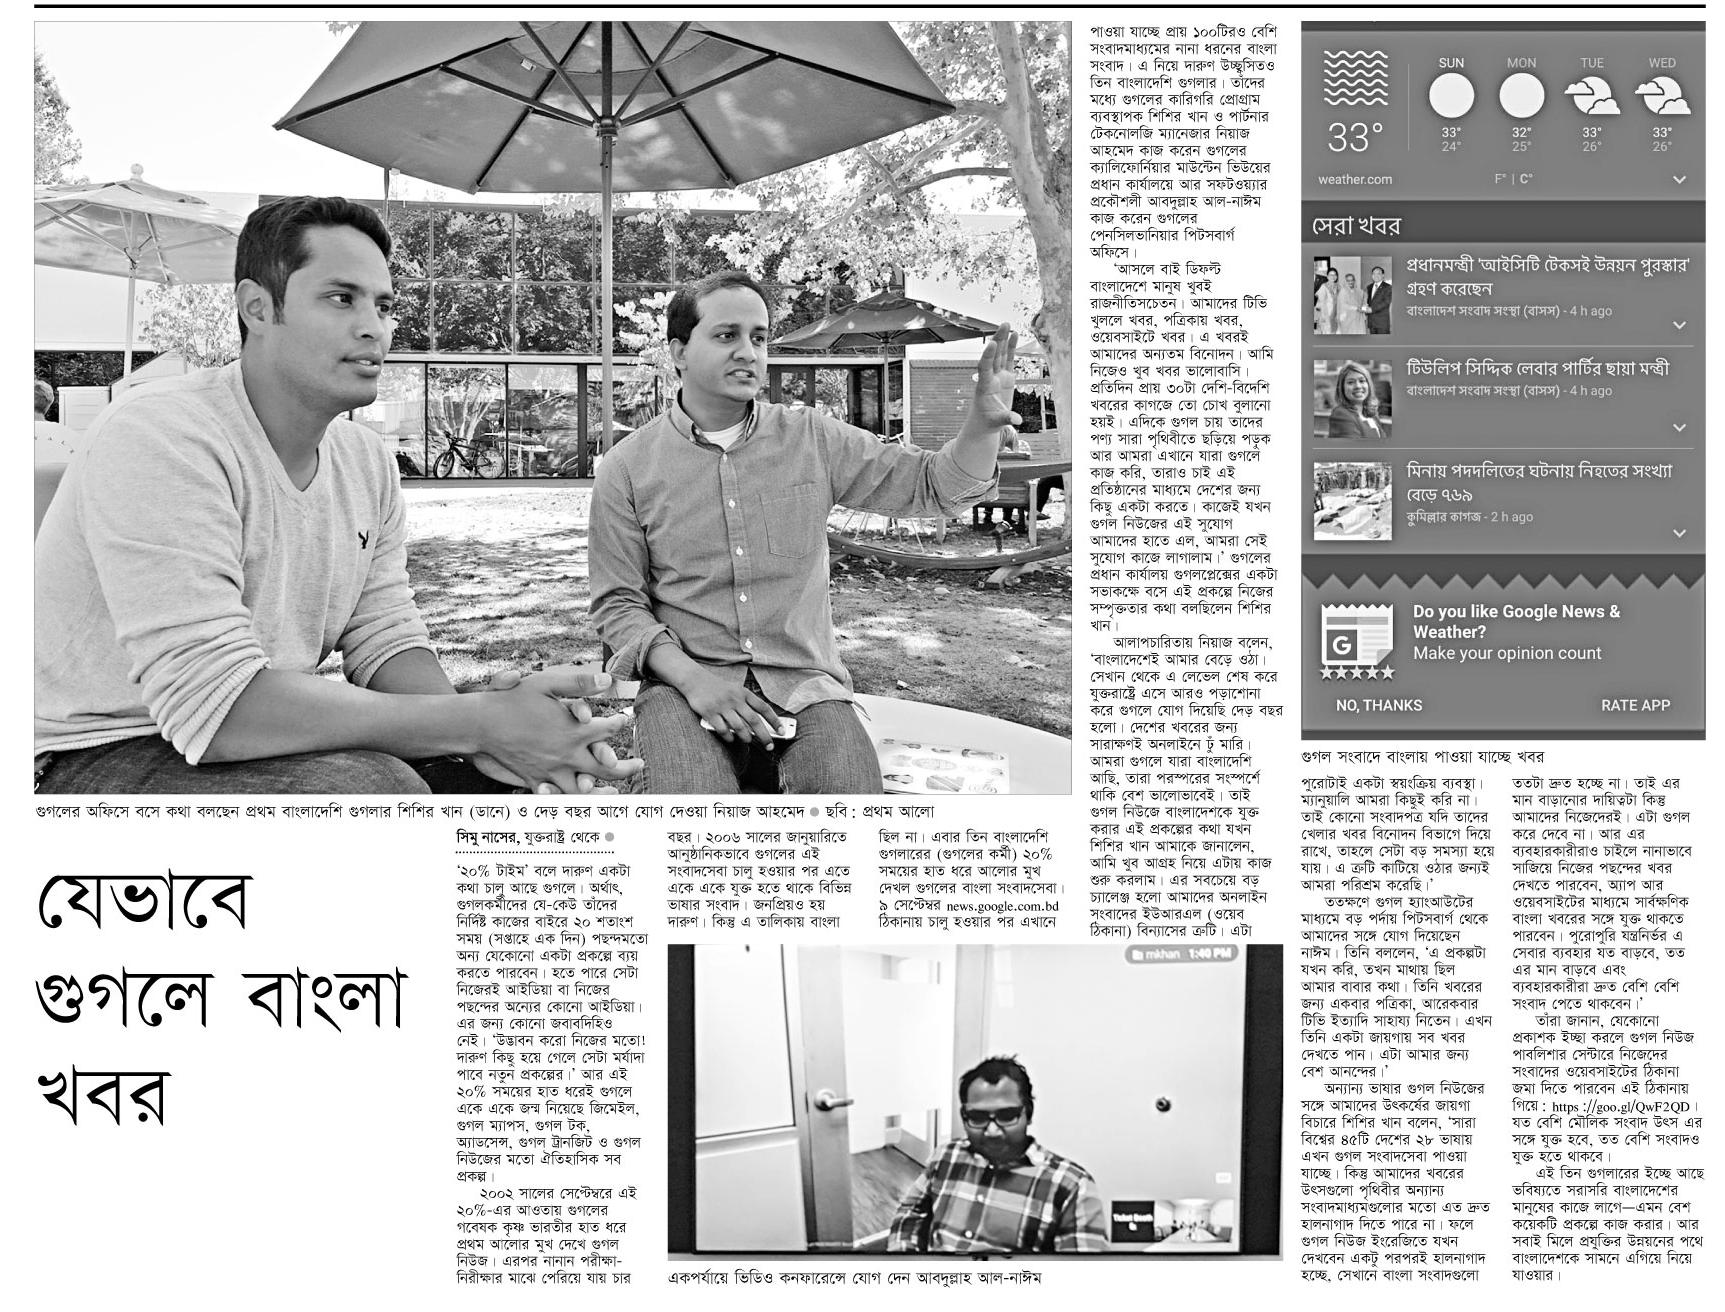 গুগলের অফিসে বসে কথা বলছেন প্রথম বাংলাদেশি গুগলার শিশির খান (ডানে) ও দেড় বছর আগে যোগ দেওয়া নিয়াজ আহমেদ ● ছবি : প্রথম আলো
যেভাবে
গুগলে বাংলা
খবর
সিমু নাসের, যুক্তরাষ্ট্র থেকে ●
‘২০% টাইম’ বলে দারুণ একটা
কথা চালু আছে গুগলে। অর্থাৎ,
গুগলকর্মীদের যে-কেউ তাঁদের
নির্দিষ্ট কাজের বাইরে ২০ শতাংশ
সময় (সপ্তাহে এক দিন) পছন্দমতো
অন্য যেকোনো একটা প্রকল্পে ব্যয়
করতে পারবেন। হতে পারে সেটা
নিজেরই আইডিয়া বা নিজের
পছন্দের অন্যের কোনো আইডিয়া।
এর জন্য কোনো জবাবদিহিও
নেই। ‘উদ্ভাবন করো নিজের মতো!
দারুণ কিছু হয়ে গেলে সেটা মর্যাদা
পাবে নতুন প্রকল্পের।’ আর এই
২০% সময়ের হাত ধরেই গুগলে
একে একে জন্ম নিয়েছে জিমেইল,
গুগল ম্যাপস, গুগল টক,
অ্যাডসেন্স, গুগল ট্রানজিট ও গুগল
নিউজের মতো ঐতিহাসিক সব
প্রকল্প।
২০০২ সালের সেপ্টেম্বরে এই
২০%-এর আওতায় গুগলের
গবেষক কৃষ্ণ ভারতীর হাত ধরে
প্রথম আলোর মুখ দেখে গুগল
নিউজ। এরপর নানান পরীক্ষা-
নিরীক্ষার মাঝে পেরিয়ে যায় চার
বছর। ২০০৬ সালের জানুয়ারিতে
আনুষ্ঠানিকভাবে গুগলের এই
সংবাদসেবা চালু হওয়ার পর এতে
একে একে যুক্ত হতে থাকে বিভিন্ন
ভাষার সংবাদ। জনপ্রিয়ও হয়
দারুণ। কিন্তু এ তালিকায় বাংলা
ছিল না। এবার তিন বাংলাদেশি
গুগলারের (গুগলের কর্মী) ২০%
সময়ের হাত ধরে আলোর মুখ
দেখল গুগলের বাংলা সংবাদসেবা।
৯ সেপ্টেম্বর news.google.com.bd
ঠিকানায় চালু হওয়ার পর এখানে
পাওয়া যাচ্ছে প্রায় ১০০টিরও বেশি
সংবাদমাধ্যমের নানা ধরনের বাংলা
সংবাদ। এ নিয়ে দারুণ উচ্ছ্বসিতও
তিন বাংলাদেশি গুগলার। তাঁদের
মধ্যে গুগলের কারিগরি প্রোগ্রাম
ব্যবস্থাপক শিশির খান ও পার্টনার
টেকনোলজি ম্যানেজার নিয়াজ
আহমেদ কাজ করেন গুগলের
ক্যালিফোর্নিয়ার মাউন্টেন ভিউয়ের
প্রধান কার্যালয়ে আর সফটওয়্যার
প্রকৌশলী আবদুল্লাহ আল-নাঈম
কাজ করেন গুগলের
পেনসিলভানিয়ার পিটসবার্গ
অফিসে।
‘আসলে বাই ডিফল্ট
বাংলাদেশে মানুষ খুবই
রাজনীতিসচেতন। আমাদের টিভি
খুললে খবর, পত্রিকায় খবর,
ওয়েবসাইটে খবর। এ খবরই
আমাদের অন্যতম বিনোদন। আমি
নিজেও খুব খবর ভালোবাসি।
প্রতিদিন প্রায় ৩০টা দেশি-বিদেশি
খবরের কাগজে তো চোখ বুলানো
হয়ই। এদিকে গুগল চায় তাদের
পণ্য সারা পৃথিবীতে ছড়িয়ে পড়ুক
আর আমরা এখানে যারা গুগলে
কাজ করি, তারাও চাই এই
প্রতিষ্ঠানের মাধ্যমে দেশের জন্য
কিছু একটা করতে। কাজেই যখন
গুগল নিউজের এই সুযোগ
আমাদের হাতে এল, আমরা সেই
সুযোগ কাজে লাগালাম।’ গুগলের
প্রধান কার্যালয় গুগলপ্লেক্সের একটা
সভাকক্ষে বসে এই প্রকল্পে নিজের
সম্পৃক্ততার কথা বলছিলেন শিশির
খান।
আলাপচারিতায় নিয়াজ বলেন,
‘বাংলাদেশেই আমার বেড়ে ওঠা।
সেখান থেকে এ লেভেল শেষ করে
যুক্তরাষ্ট্রে এসে আরও পড়াশোনা
করে গুগলে যোগ দিয়েছি দেড় বছর
হলো। দেশের খবরের জন্য
সারাক্ষণই অনলাইনে ঢুঁ মারি।
আমরা গুগলে যারা বাংলাদেশি
আছি, তারা পরস্পরের সংস্পর্শে
থাকি বেশ ভালোভাবেই। তাই
গুগল নিউজে বাংলাদেশকে যুক্ত
করার এই প্রকল্পের কথা যখন
শিশির খান আমাকে জানালেন,
আমি খুব আগ্রহ নিয়ে এটায় কাজ
শুরু করলাম। এর সবচেয়ে বড়
চ্যালেঞ্জ হলো আমাদের অনলাইন
সংবাদের ইউআরএল (ওয়েব
ঠিকানা) বিন্যাসের ত্রুটি। এটা
mkhan 1:40 PM
একপর্যায়ে ভিডিও কনফারেন্সে যোগ দেন আবদুল্লাহ আল-নাঈম
SUN MON TUE WED
33°
33° 32° 33° 33°
24° 25° 26° 26°
weather.com F° | C°
সেরা খবর
প্রধানমন্ত্রী 'আইসিটি টেকসই উন্নয়ন পুরস্কার'
গ্রহণ করেছেন
বাংলাদেশ সংবাদ সংস্থা (বাসস) - 4 h ago
টিউলিপ সিদ্দিক লেবার পার্টির ছায়া মন্ত্রী
বাংলাদেশ সংবাদ সংস্থা (বাসস) - 4 h ago
মিনায় পদদলিতের ঘটনায় নিহতের সংখ্যা
বেড়ে ৭৬৯
কুমিল্লার কাগজ - 2 h ago
G
Do you like Google News &
Weather?
Make your opinion count
NO, THANKS RATE APP
গুগল সংবাদে বাংলায় পাওয়া যাচ্ছে খবর
পুরোটাই একটা স্বয়ংক্রিয় ব্যবস্থা।
ম্যানুয়ালি আমরা কিছুই করি না।
তাই কোনো সংবাদপত্র যদি তাদের
খেলার খবর বিনোদন বিভাগে দিয়ে
রাখে, তাহলে সেটা বড় সমস্যা হয়ে
যায়। এ ত্রুটি কাটিয়ে ওঠার জন্যই
আমরা পরিশ্রম করেছি।’
ততক্ষণে গুগল হ্যাংআউটের
মাধ্যমে বড় পর্দায় পিটসবার্গ থেকে
আমাদের সঙ্গে যোগ দিয়েছেন
নাঈম। তিনি বললেন, ‘এ প্রকল্পটা
যখন করি, তখন মাথায় ছিল
আমার বাবার কথা। তিনি খবরের
জন্য একবার পত্রিকা, আরেকবার
টিভি ইত্যাদি সাহায্য নিতেন। এখন
তিনি একটা জায়গায় সব খবর
দেখতে পান। এটা আমার জন্য
বেশ আনন্দের।’
অন্যান্য ভাষার গুগল নিউজের
সঙ্গে আমাদের উৎকর্ষের জায়গা
বিচারে শিশির খান বলেন, ‘সারা
বিশ্বের ৪৫টি দেশের ২৮ ভাষায়
এখন গুগল সংবাদসেবা পাওয়া
যাচ্ছে। কিন্তু আমাদের খবরের
উৎসগুলো পৃথিবীর অন্যান্য
সংবাদমাধ্যমগুলোর মতো এত দ্রুত
হালনাগাদ দিতে পারে না। ফলে
গুগল নিউজ ইংরেজিতে যখন
দেখবেন একটু পরপরই হালনাগাদ
হচ্ছে, সেখানে বাংলা সংবাদগুলো
ততটা দ্রুত হচ্ছে না। তাই এর
মান বাড়ানোর দায়িত্বটা কিন্তু
আমাদের নিজেদেরই। এটা গুগল
করে দেবে না। আর এর
ব্যবহারকারীরাও চাইলে নানাভাবে
সাজিয়ে নিজের পছন্দের খবর
দেখতে পারবেন, অ্যাপ আর
ওয়েবসাইটের মাধ্যমে সার্বক্ষণিক
বাংলা খবরের সঙ্গে যুক্ত থাকতে
পারবেন। পুরোপুরি যন্ত্রনির্ভর এ
সেবার ব্যবহার যত বাড়বে, তত
এর মান বাড়বে এবং
ব্যবহারকারীরা দ্রুত বেশি বেশি
সংবাদ পেতে থাকবেন।’
তাঁরা জানান, যেকোনো
প্রকাশক ইচ্ছা করলে গুগল নিউজ
পাবলিশার সেন্টারে নিজেদের
সংবাদের ওয়েবসাইটের ঠিকানা
জমা দিতে পারবেন এই ঠিকানায়
গিয়ে : https ://goo.gl/QwF2QD।
যত বেশি মৌলিক সংবাদ উৎস এর
সঙ্গে যুক্ত হবে, তত বেশি সংবাদও
যুক্ত হতে থাকবে।
এই তিন গুগলারের ইচ্ছে আছে
ভবিষ্যতে সরাসরি বাংলাদেশের
মানুষের কাজে লাগে—এমন বেশ
কয়েকটি প্রকল্পে কাজ করার। আর
সবাই মিলে প্রযুক্তির উন্নয়নের পথে
বাংলাদেশকে সামনে এগিয়ে নিয়ে
যাওয়ার।